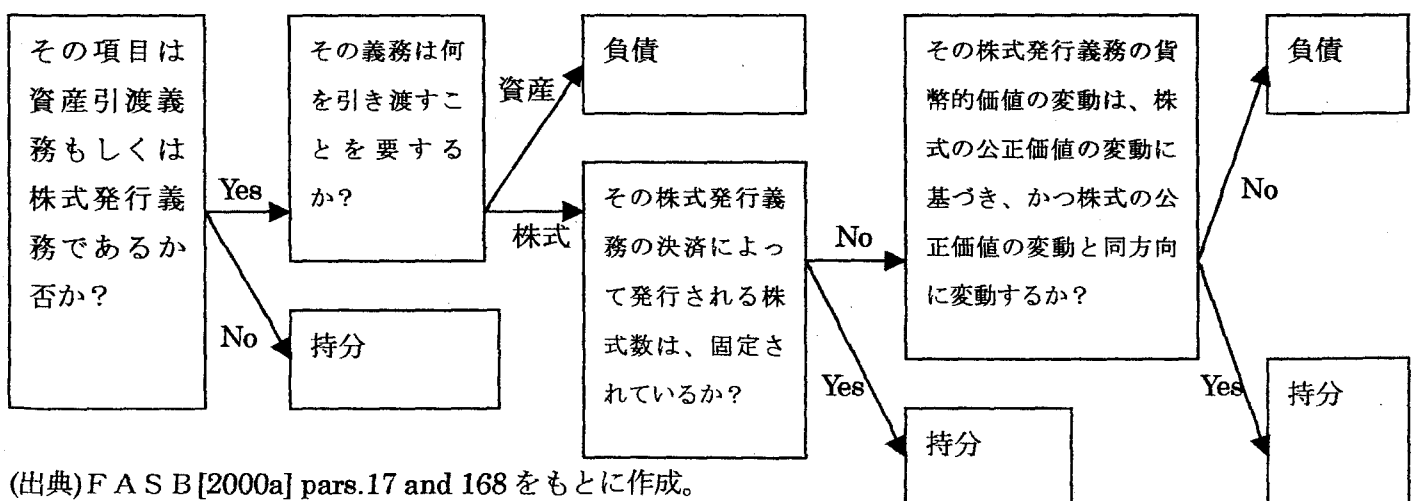 その項目は
資産引渡義
務もしくは
株式発行義
務であるか
否か？
Yes
No
その義務は何
を引き渡すこ
とを要する
か？
持分
資産
株式
負債
その株式発行義
務の決済によっ
て発行される株
式数は、固定さ
れているか？
No
Yes
その株式発行義務の貨
幣的価値の変動は、株
式の公正価値の変動に
基づき、かつ株式の公
正価値の変動と同方向
に変動するか？
持分
No
Yes
負債
持分
(出典)ＦＡＳＢ[2000a] pars.17 and 168 をもとに作成。